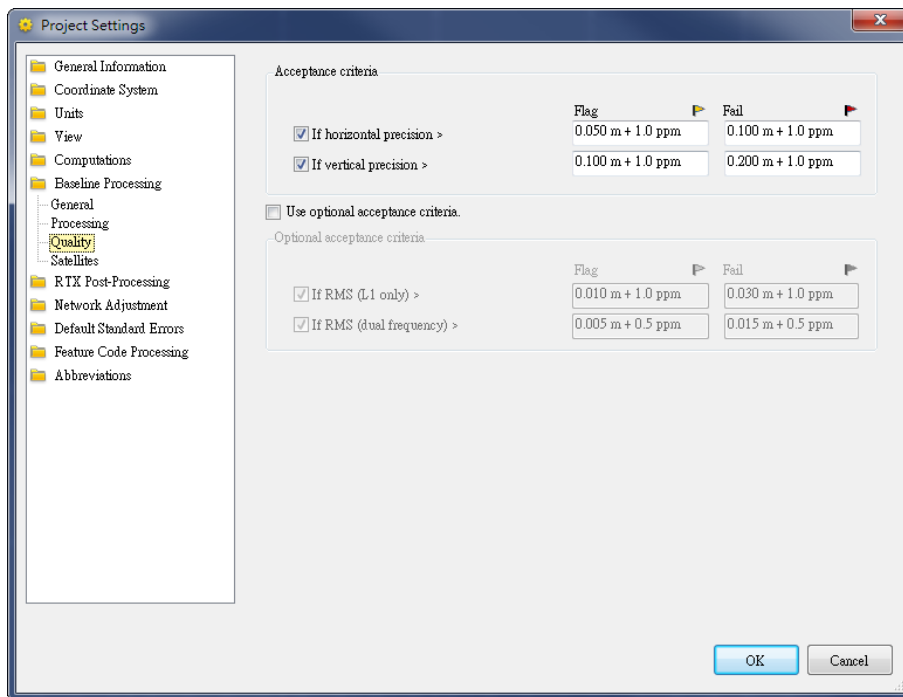 Project Settings
General Information
Coordinate System
Units
View
Computations
Baseline Processing
General
Processing
Quality
Satellites
RTX Post-Processing
Network Adjustment
Default Standard Errors
Feature Code Processing
Abbreviations
Acceptance criteria
Flag Fail
If horizontal precision > 0.050 m + 1.0 ppm 0.100 m + 1.0 ppm
If vertical precision > 0.100 m + 1.0 ppm 0.200 m + 1.0 ppm
Use optional acceptance criteria.
Optional acceptance criteria
Flag Fail
If RMS (L1 only) > 0.010 m + 1.0 ppm 0.030 m + 1.0 ppm
If RMS (dual frequency) > 0.005 m + 0.5 ppm 0.015 m + 0.5 ppm
OK Cancel